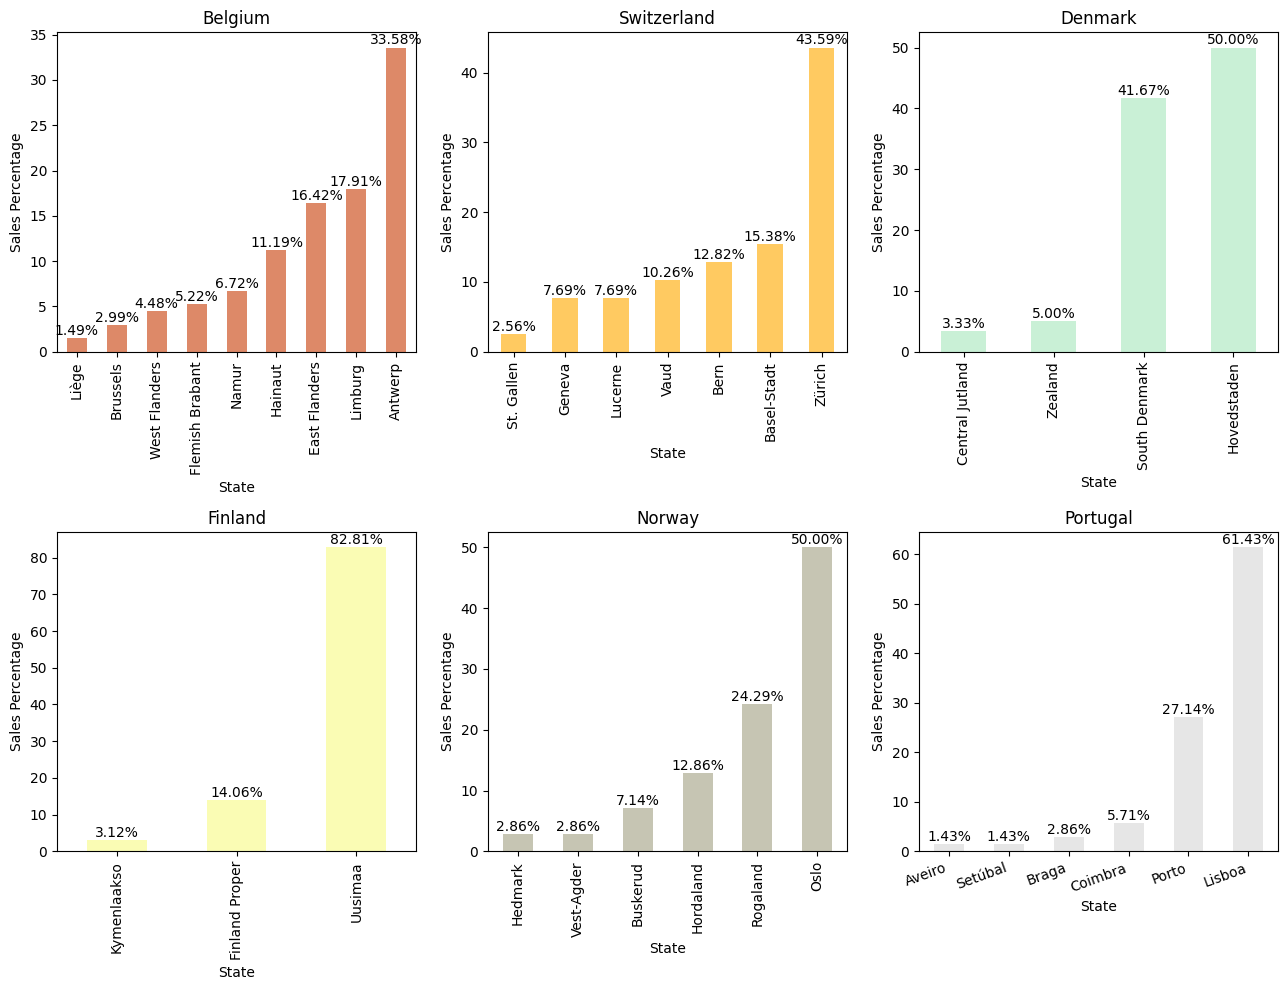 Belgium
Sales Percentage
35
30
25
20
15
10
5
0
1.49%
2.99%
4.48%
5.22%
6.72%
11.19%
16.42%
17.91%
33.58%
Liège
Brussels
West Flanders
Flemish Brabant
Namur
Hainaut
East Flanders
Limburg
Antwerp
State
Switzerland
Sales Percentage
40
30
20
10
0
2.56%
7.69%
7.69%
10.26%
12.82%
15.38%
43.59%
St. Gallen
Geneva
Lucerne
Vaud
Bern
Basel-Stadt
Zürich
State
Denmark
Sales Percentage
50
40
30
20
10
0
3.33%
5.00%
41.67%
50.00%
Central Jutland
Zealand
South Denmark
Hovedstaden
State
Finland
Sales Percentage
80
70
60
50
40
30
20
10
0
3.12%
14.06%
82.81%
Kymenlaakso
Finland Proper
Uusimaa
State
Norway
Sales Percentage
50
40
30
20
10
0
2.86%
2.86%
7.14%
12.86%
24.29%
50.00%
Hedmark
Vest-Agder
Buskerud
Hordaland
Rogaland
Oslo
State
Portugal
Sales Percentage
60
50
40
30
20
10
0
1.43%
1.43%
2.86%
5.71%
27.14%
61.43%
Aveiro
Setúbal
Braga
Coimbra
Porto
Lisboa
State